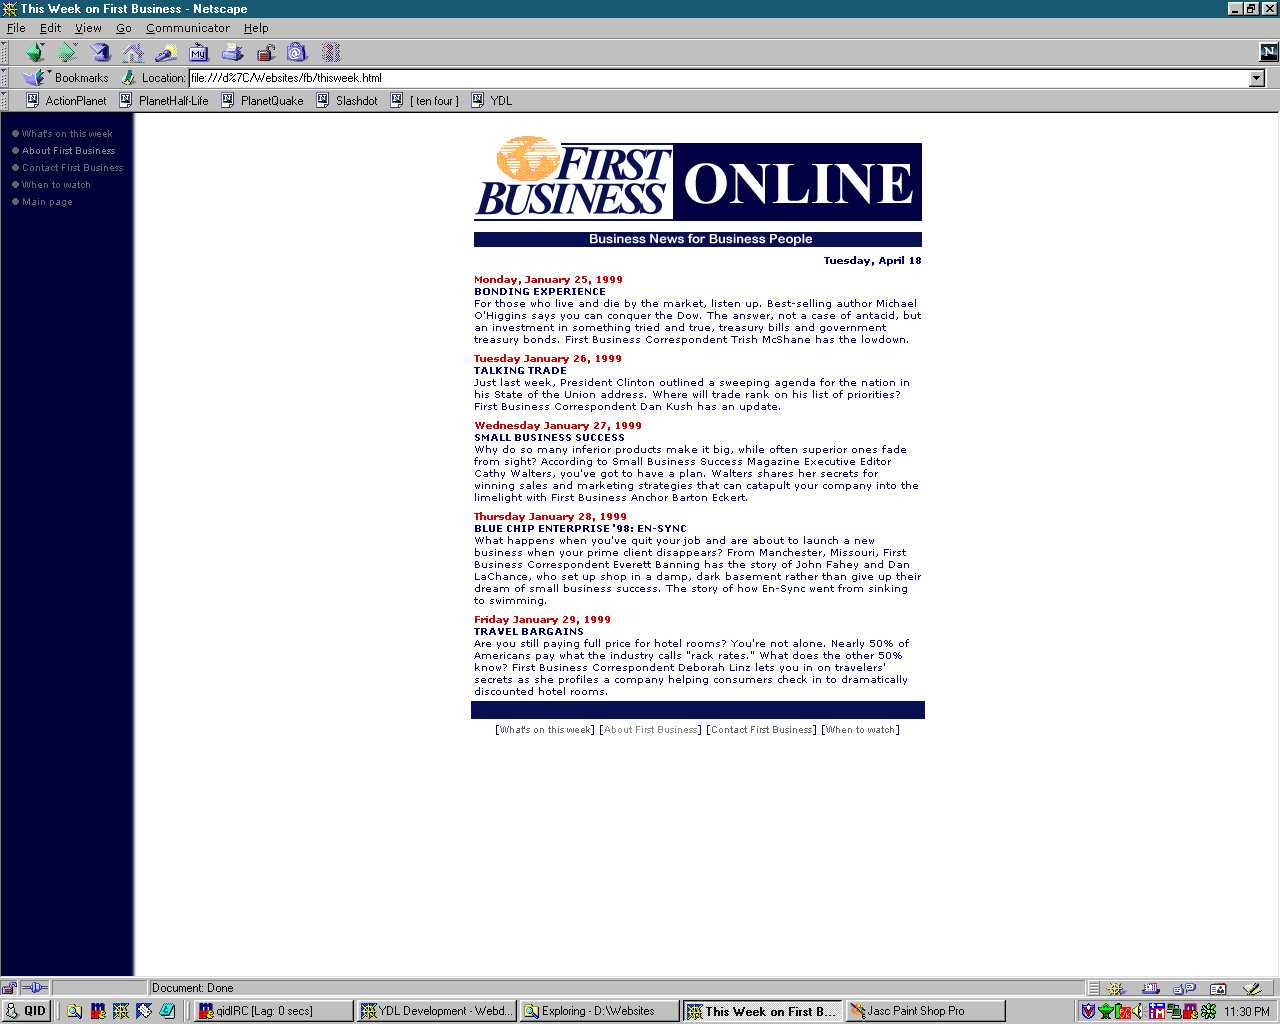 This Week on First Business - Netscape
File Edit View Go Communicator Help
My N
Bookmarks Location: file:///d%7C/Websites/fb/thisweek.html
ActionPlanet PlanetHalf-Life PlanetQuake Slashdot [ ten four ] YDL
What's on this week
About First Business
Contact First Business
When to watch
Main page
FIRST BUSINESS ONLINE
Business News for Business People
Tuesday, April 18
Monday, January 25, 1999
BONDING EXPERIENCE
For those who live and die by the market, listen up. Best-selling author Michael
O'Higgins says you can conquer the Dow. The answer, not a case of antacid, but
an investment in something tried and true, treasury bills and government
treasury bonds. First Business Correspondent Trish McShane has the lowdown.
Tuesday January 26, 1999
TALKING TRADE
Just last week, President Clinton outlined a sweeping agenda for the nation in
his State of the Union address. Where will trade rank on his list of priorities?
First Business Correspondent Dan Kush has an update.
Wednesday January 27, 1999
SMALL BUSINESS SUCCESS
Why do so many inferior products make it big, while often superior ones fade
from sight? According to Small Business Success Magazine Executive Editor
Cathy Walters, you've got to have a plan. Walters shares her secrets for
winning sales and marketing strategies that can catapult your company into the
limelight with First Business Anchor Barton Eckert.
Thursday January 28, 1999
BLUE CHIP ENTERPRISE '98: EN-SYNC
What happens when you've quit your job and are about to launch a new
business when your prime client disappears? From Manchester, Missouri, First
Business Correspondent Everett Banning has the story of John Fahey and Dan
LaChance, who set up shop in a damp, dark basement rather than give up their
dream of small business success. The story of how En-Sync went from sinking
to swimming.
Friday January 29, 1999
TRAVEL BARGAINS
Are you still paying full price for hotel rooms? You're not alone. Nearly 50% of
Americans pay what the industry calls "rack rates." What does the other 50%
know? First Business Correspondent Deborah Linz lets you in on travelers'
secrets as she profiles a company helping consumers check in to dramatically
discounted hotel rooms.
[What's on this week] [About First Business] [Contact First Business] [When to watch]
Document: Done
QID qidIRC [Lag: 0 secs] YDL Development - Webd... Exploring - D:\Websites This Week on First B... Jasc Paint Shop Pro 11:30 PM